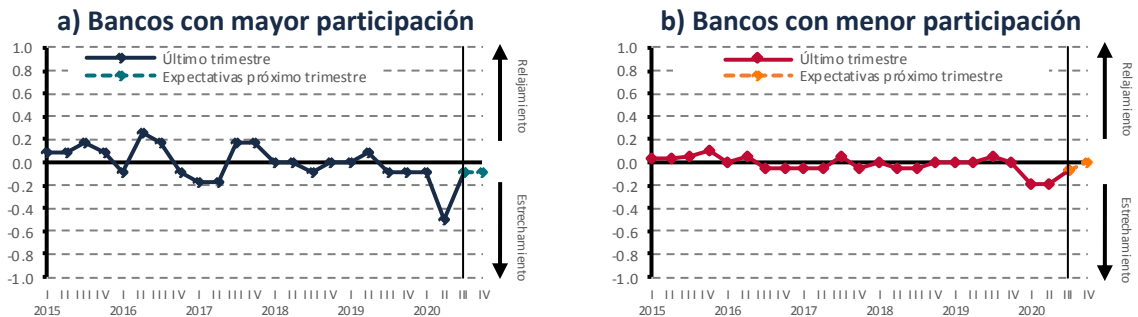 a) Bancos con mayor participación
1.0
0.8
0.6
0.4
0.2
0.0
-0.2
-0.4
-0.6
-0.8
-1.0
Último trimestre
Expectativas próximo trimestre
Relajamiento
Estrechamiento
I II III IV I II III IV I II III IV I II III IV I II III IV I II III IV
2015 2016 2017 2018 2019 2020
b) Bancos con menor participación
1.0
0.8
0.6
0.4
0.2
0.0
-0.2
-0.4
-0.6
-0.8
-1.0
Último trimestre
Expectativas próximo trimestre
Relajamiento
Estrechamiento
I II III IV I II III IV I II III IV I II III IV I II III IV I II III IV
2015 2016 2017 2018 2019 2020